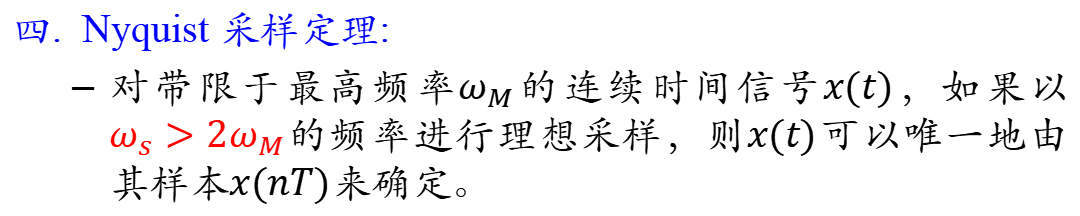 四. Nyquist 采样定理:
– 对带限于最高频率ω_M的连续时间信号x(t)，如果以
ω_s > 2ω_M的频率进行理想采样，则x(t)可以唯一地由
其样本x(nT)来确定。